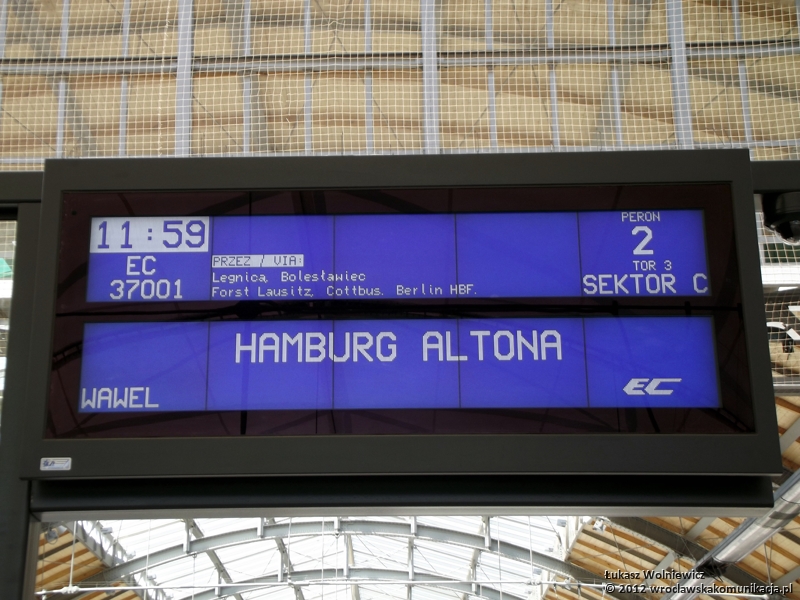 11:59
EC
37001
PRZEZ / VIA:
Legnica, Bolesławiec
Forst Lausitz, Cottbus, Berlin HBF.
PERON
2
TOR 3
SEKTOR C
HAMBURG ALTONA
WAWEL
EC
Łukasz Wolniewicz
© 2012 wroclawskakomunikacja.pl